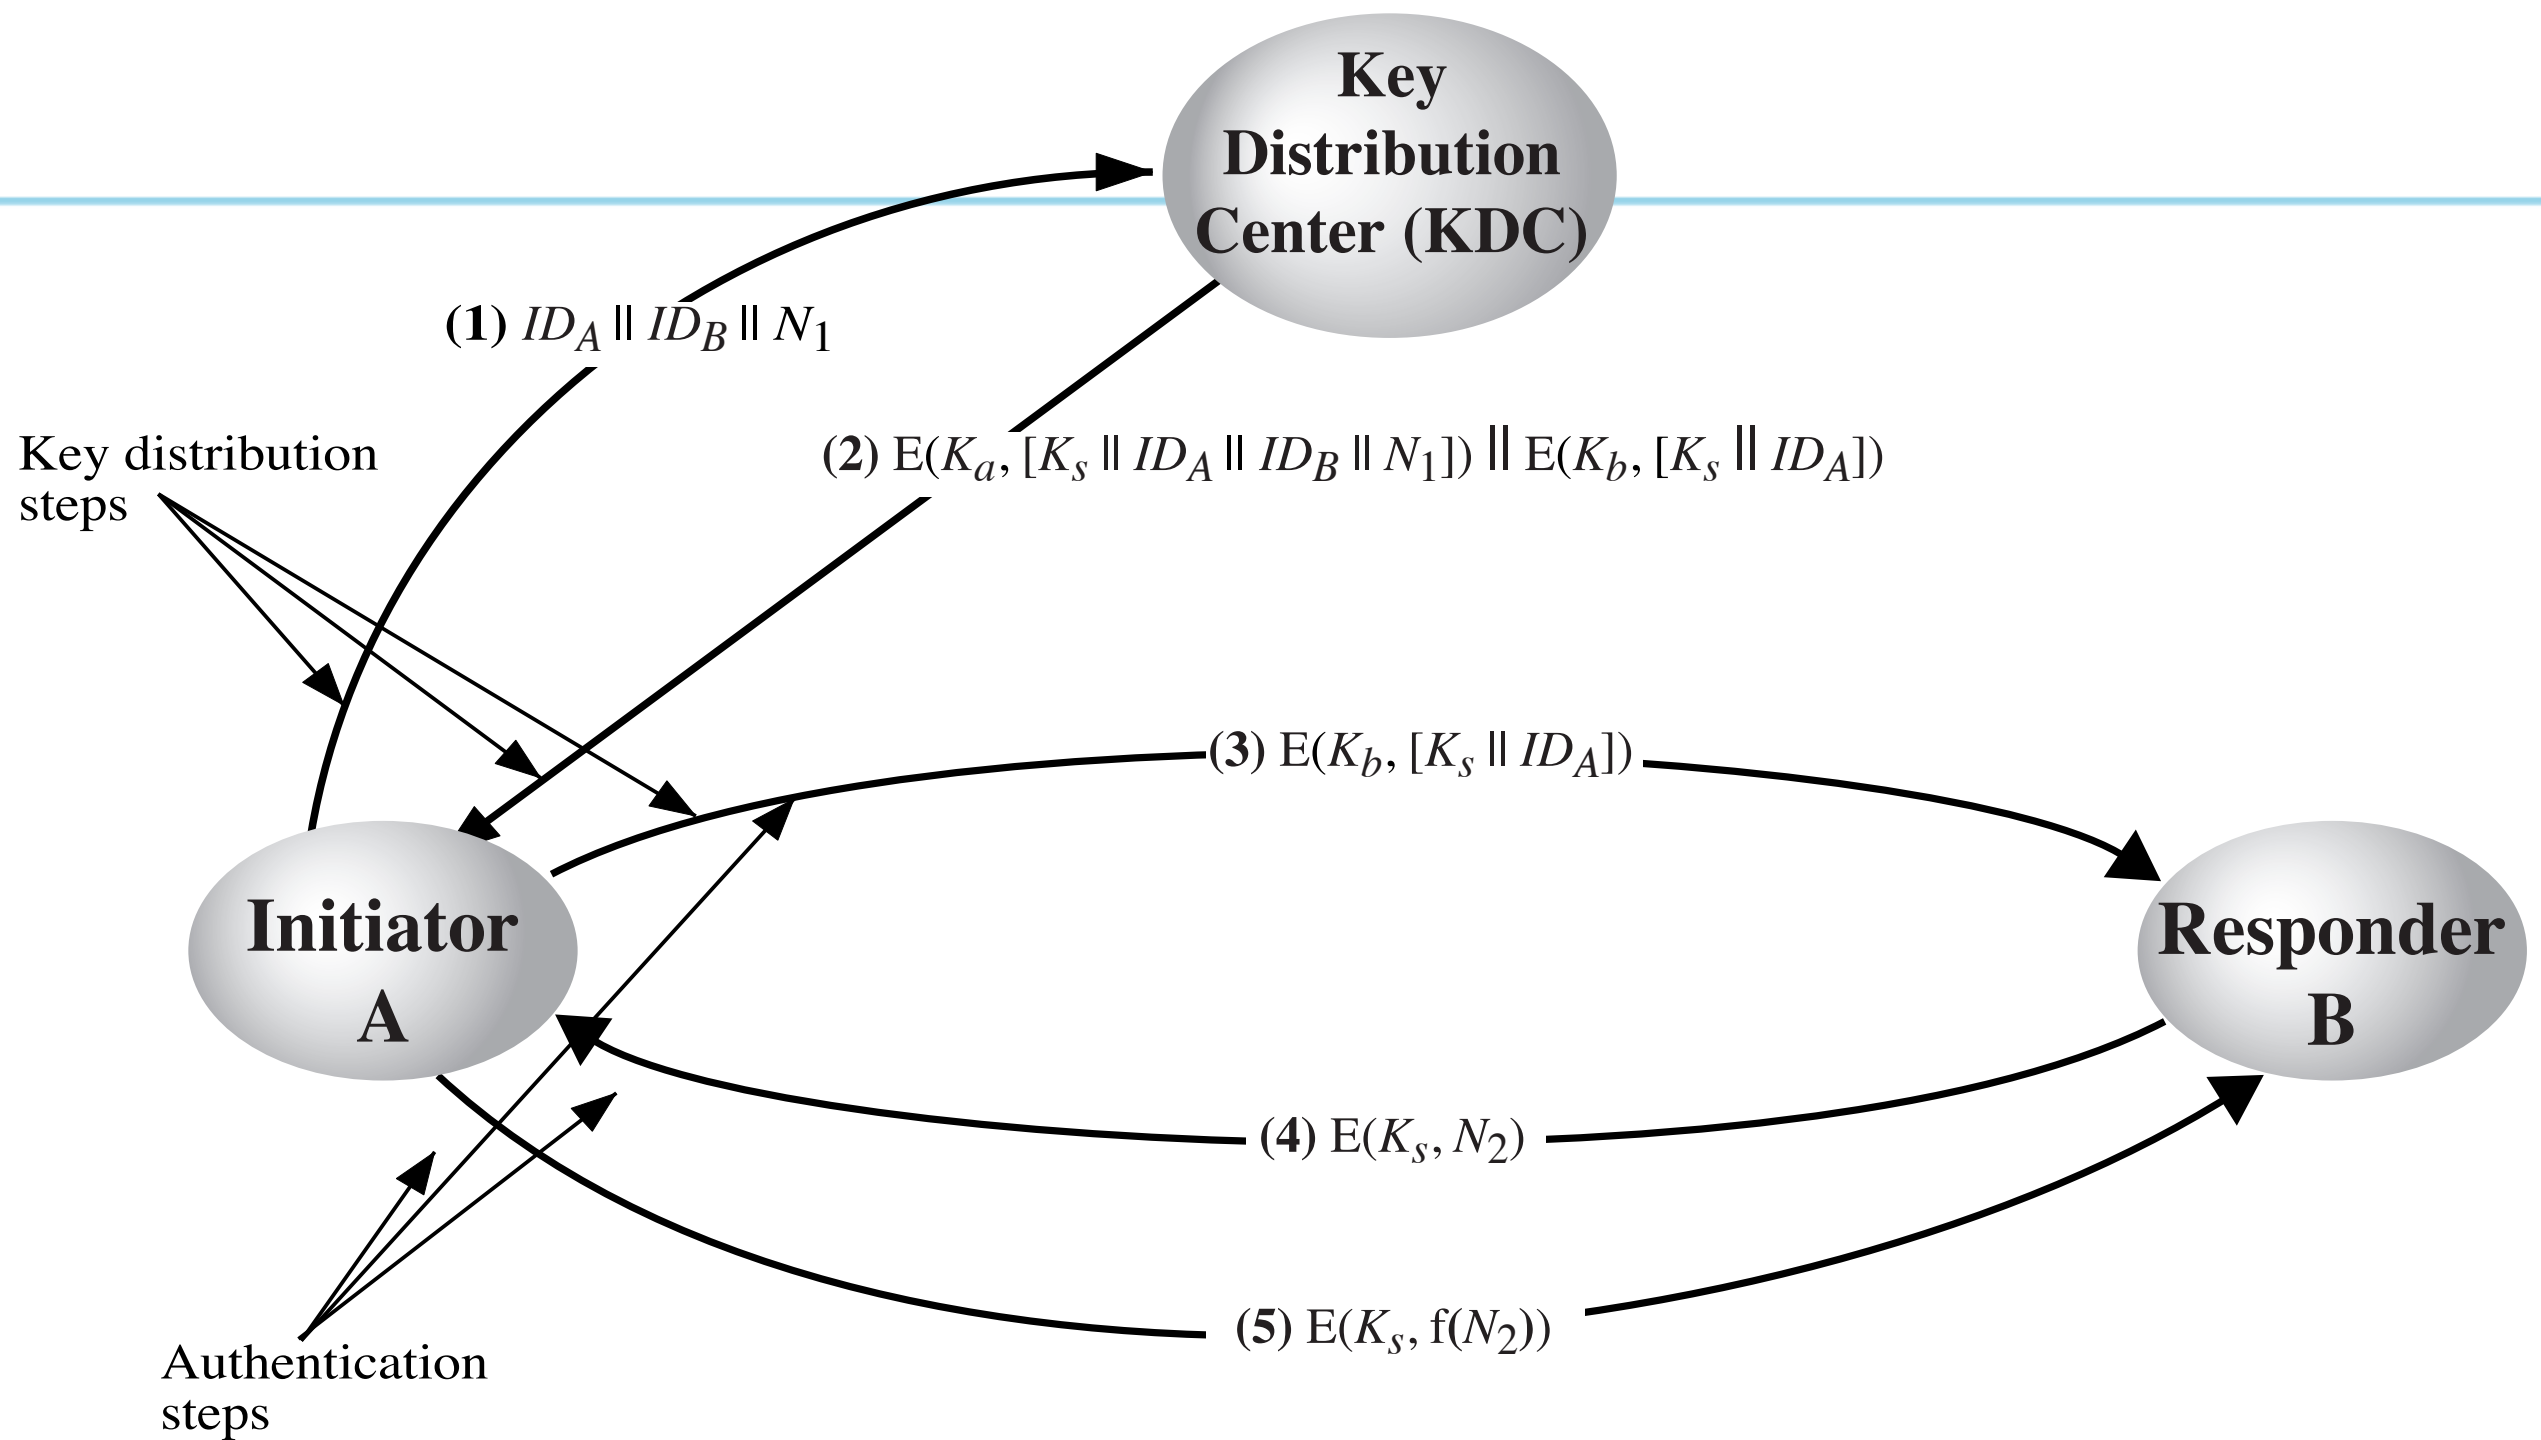 Key
Distribution
Center (KDC)
(1) ID_A || ID_B || N_1
Key distribution
steps
(2) E(K_a, [K_s || ID_A || ID_B || N_1]) || E(K_b, [K_s || ID_A])
(3) E(K_b, [K_s || ID_A])
Initiator
A
Responder
B
(4) E(K_s, N_2)
(5) E(K_s, f(N_2))
Authentication
steps